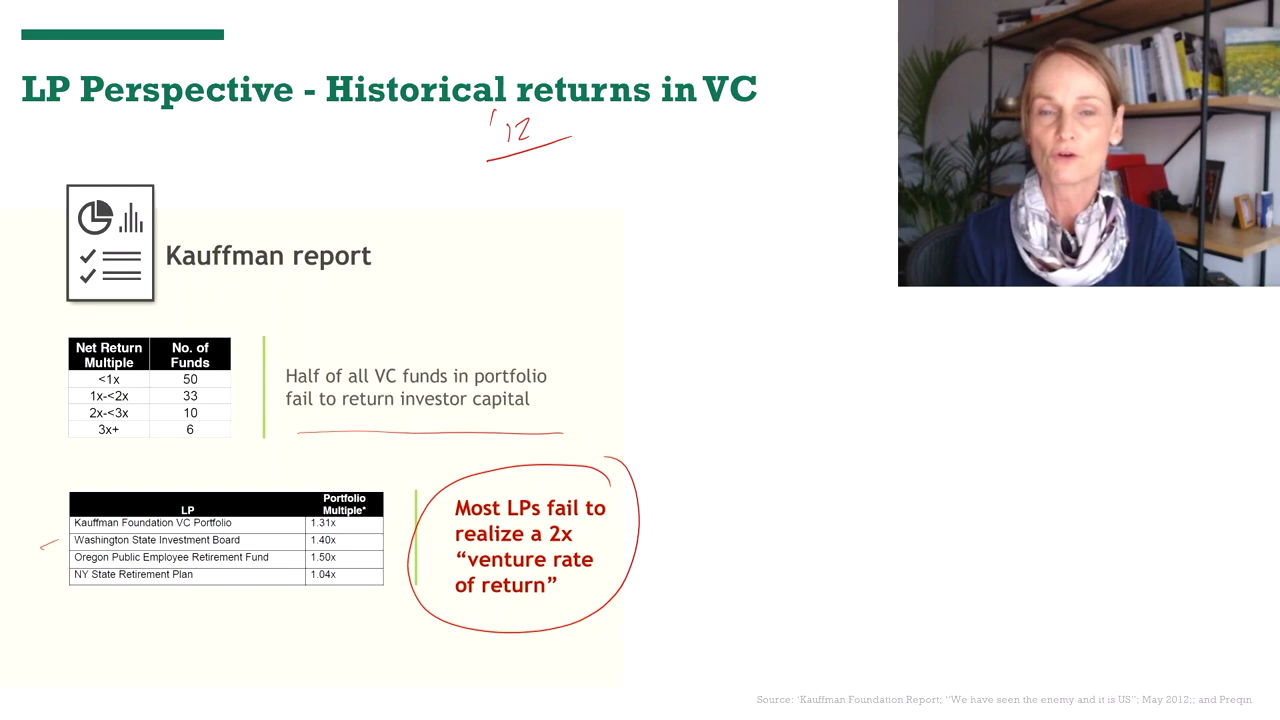 LP Perspective - Historical returns in VC
'12
Kauffman report
Net Return Multiple No. of Funds
<1x 50
1x-<2x 33
2x-<3x 10
3x+ 6
Half of all VC funds in portfolio
fail to return investor capital
LP Portfolio Multiple*
Kauffman Foundation VC Portfolio 1.31x
Washington State Investment Board 1.40x
Oregon Public Employee Retirement Fund 1.50x
NY State Retirement Plan 1.04x
Most LPs fail to
realize a 2x
“venture rate
of return”
Source: 'Kauffman Foundation Report; "We have seen the enemy and it is US"; May 2012;; and Preqin